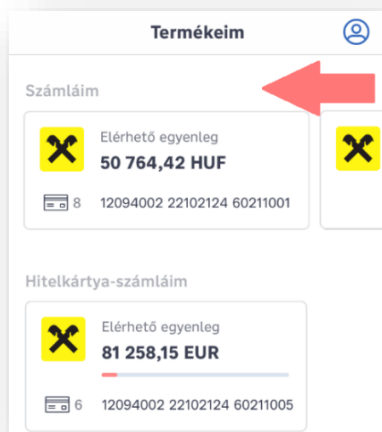 Termékeim
Számláim
Elérhető egyenleg
50 764,42 HUF
8 12094002 22102124 60211001
Hitelkártya-számláim
Elérhető egyenleg
81 258,15 EUR
6 12094002 22102124 60211005